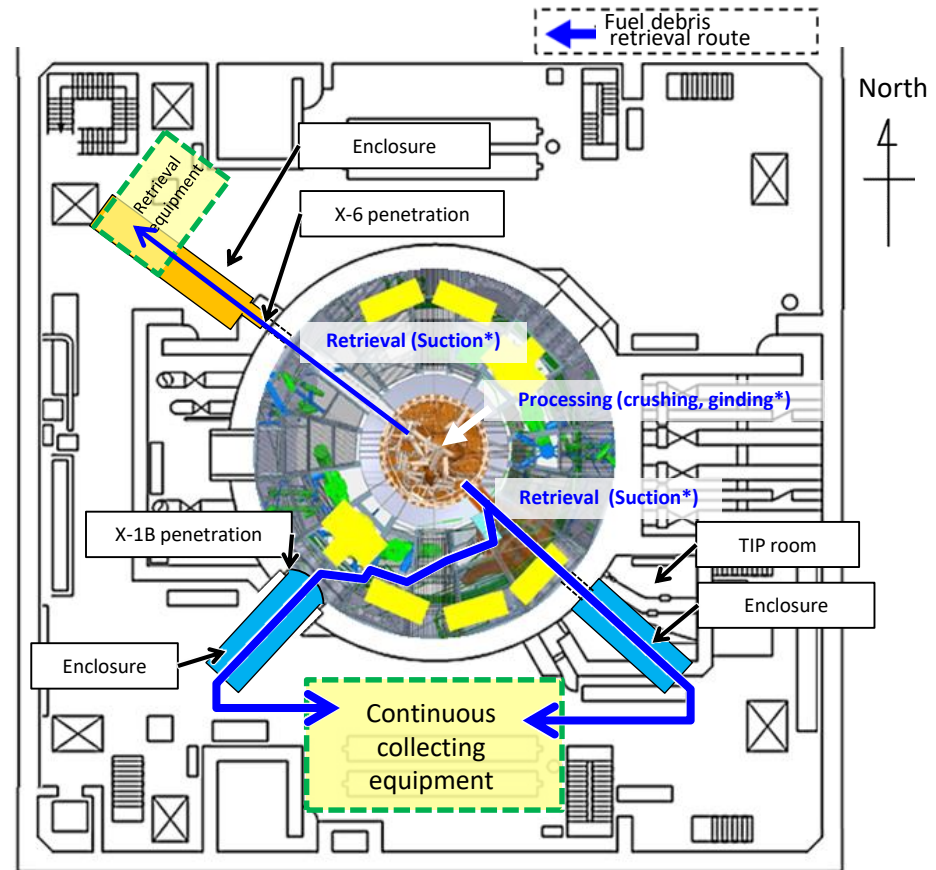 Fuel debris
retrieval route
North
Enclosure
Retrieval
equipment
X-6 penetration
Retrieval (Suction*)
Processing (crushing, ginding*)
Retrieval (Suction*)
X-1B penetration
TIP room
Enclosure
Enclosure
Continuous
collecting
equipment